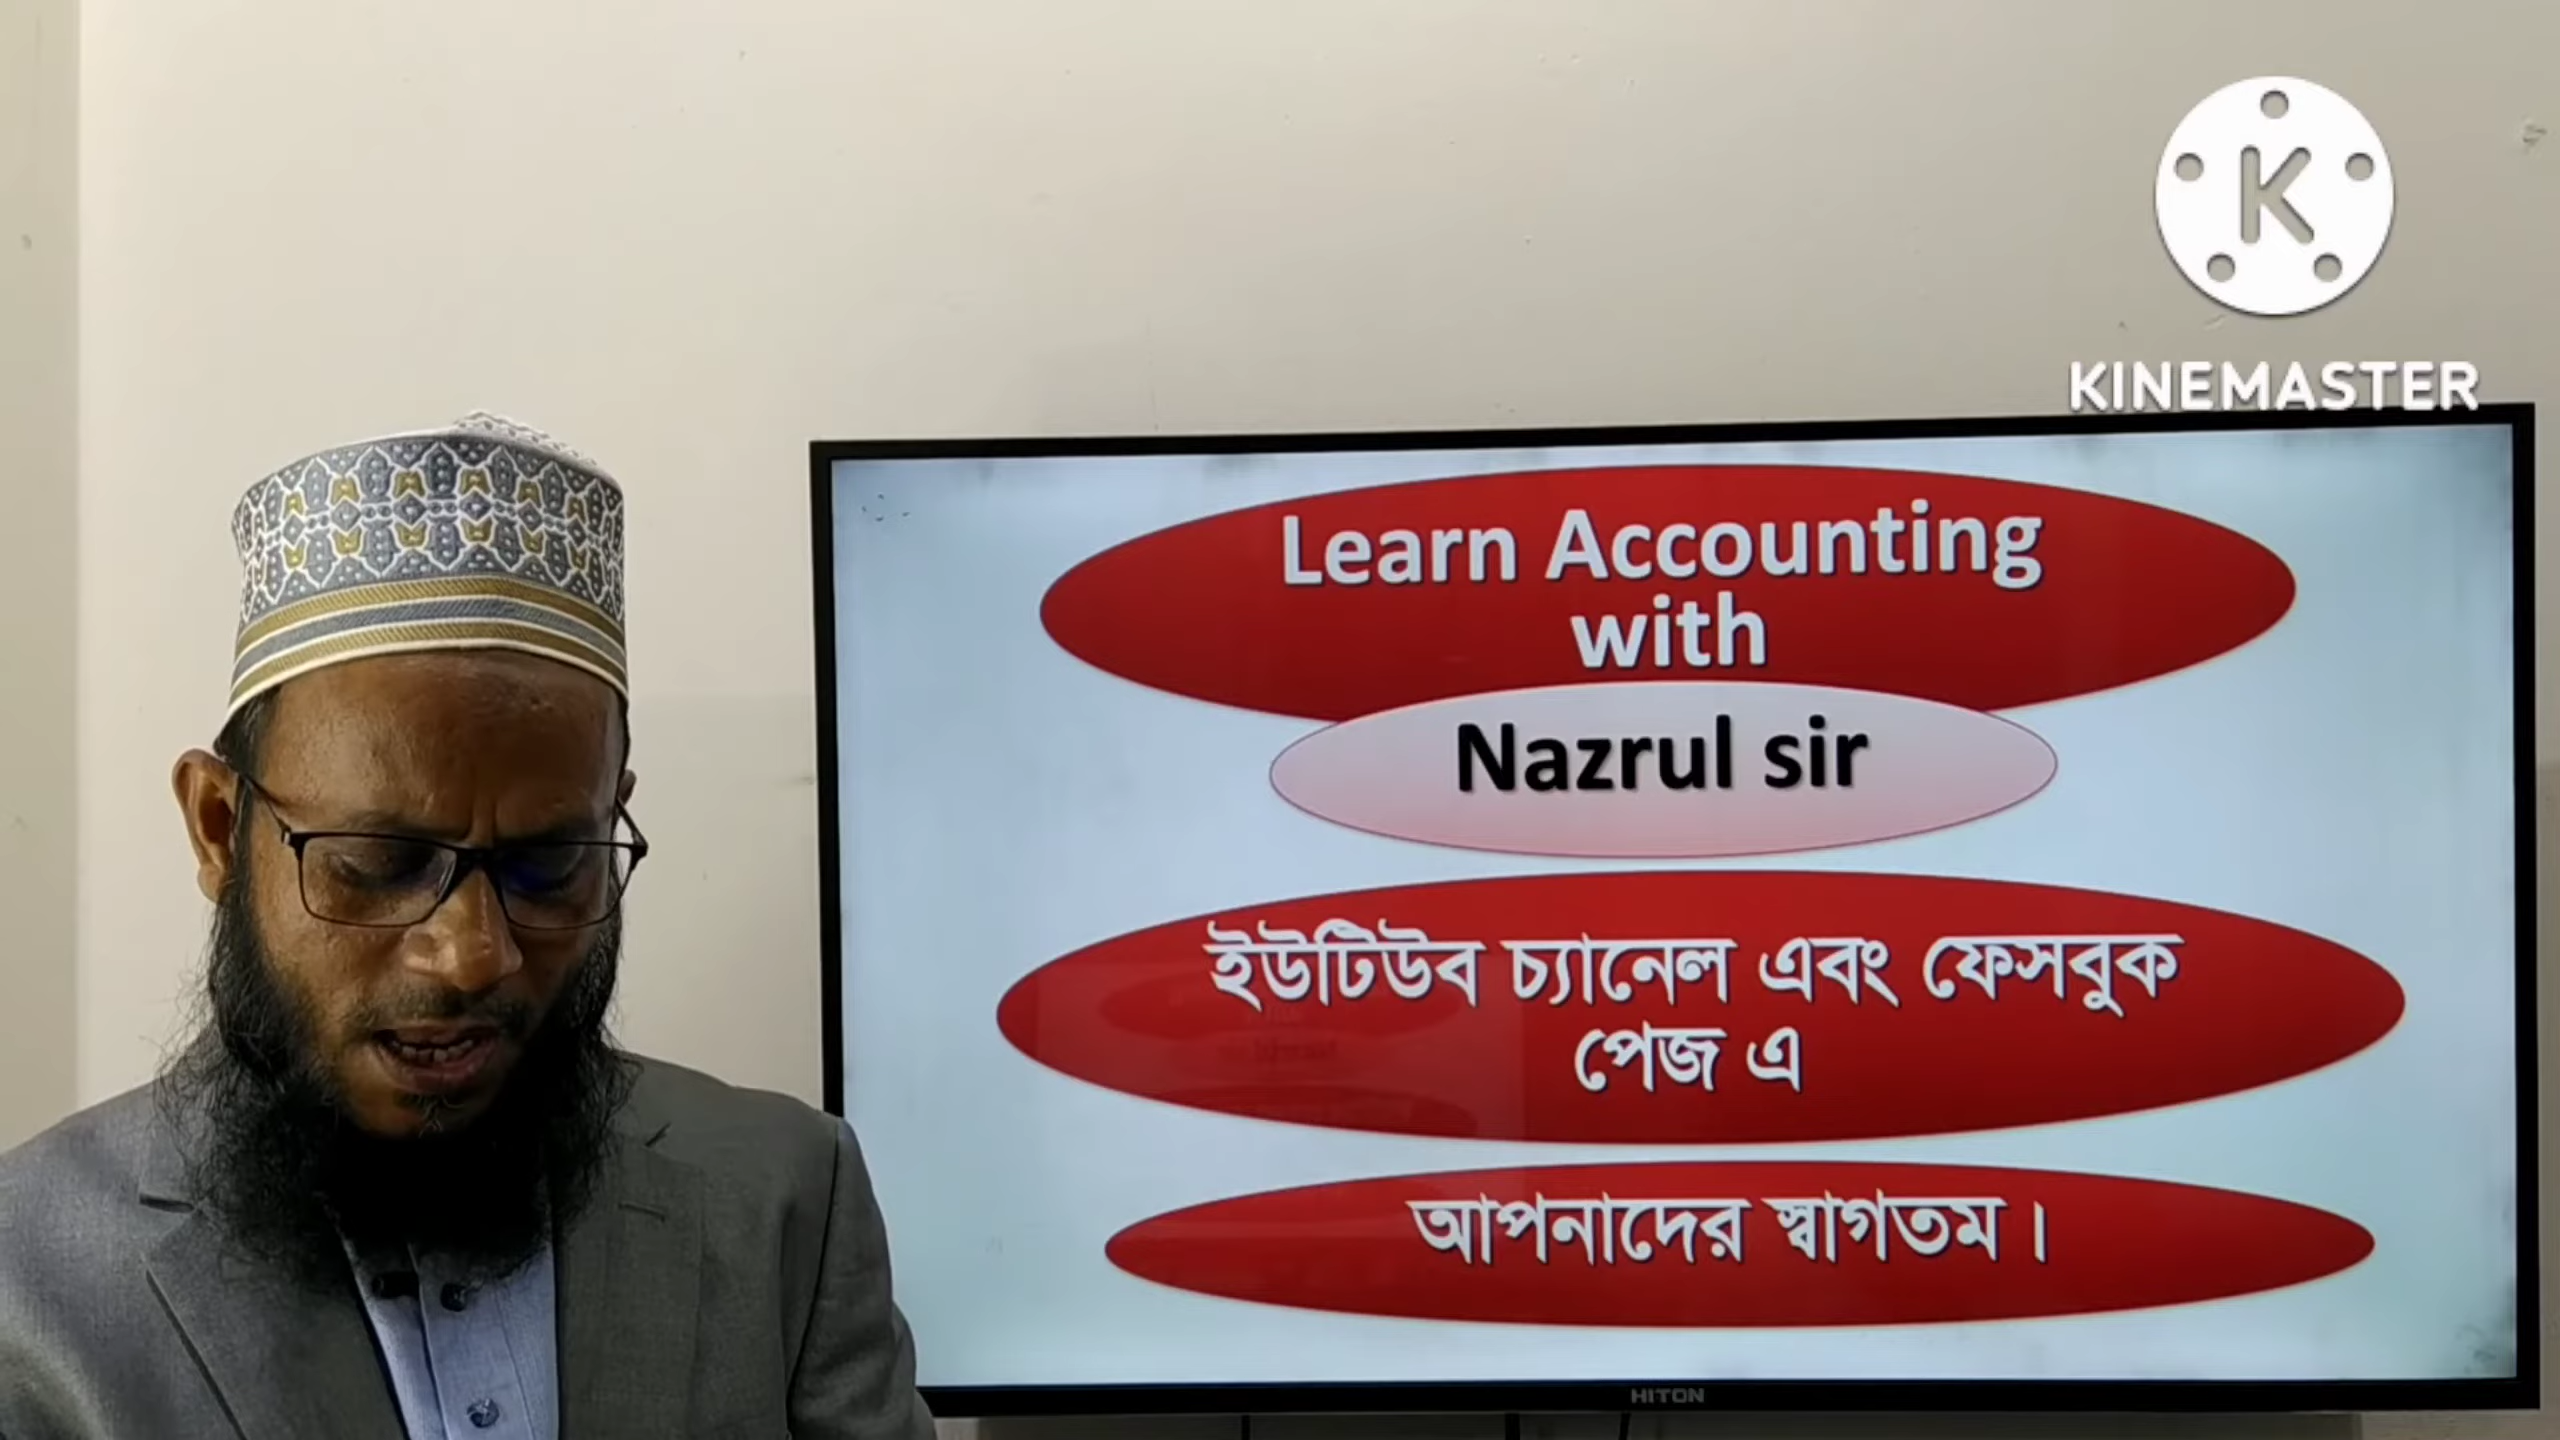 K
KINEMASTER
Learn Accounting
with
Nazrul sir
ইউটিউব চ্যানেল এবং ফেসবুক
পেজ এ
আপনাদের স্বাগতম।
HITON